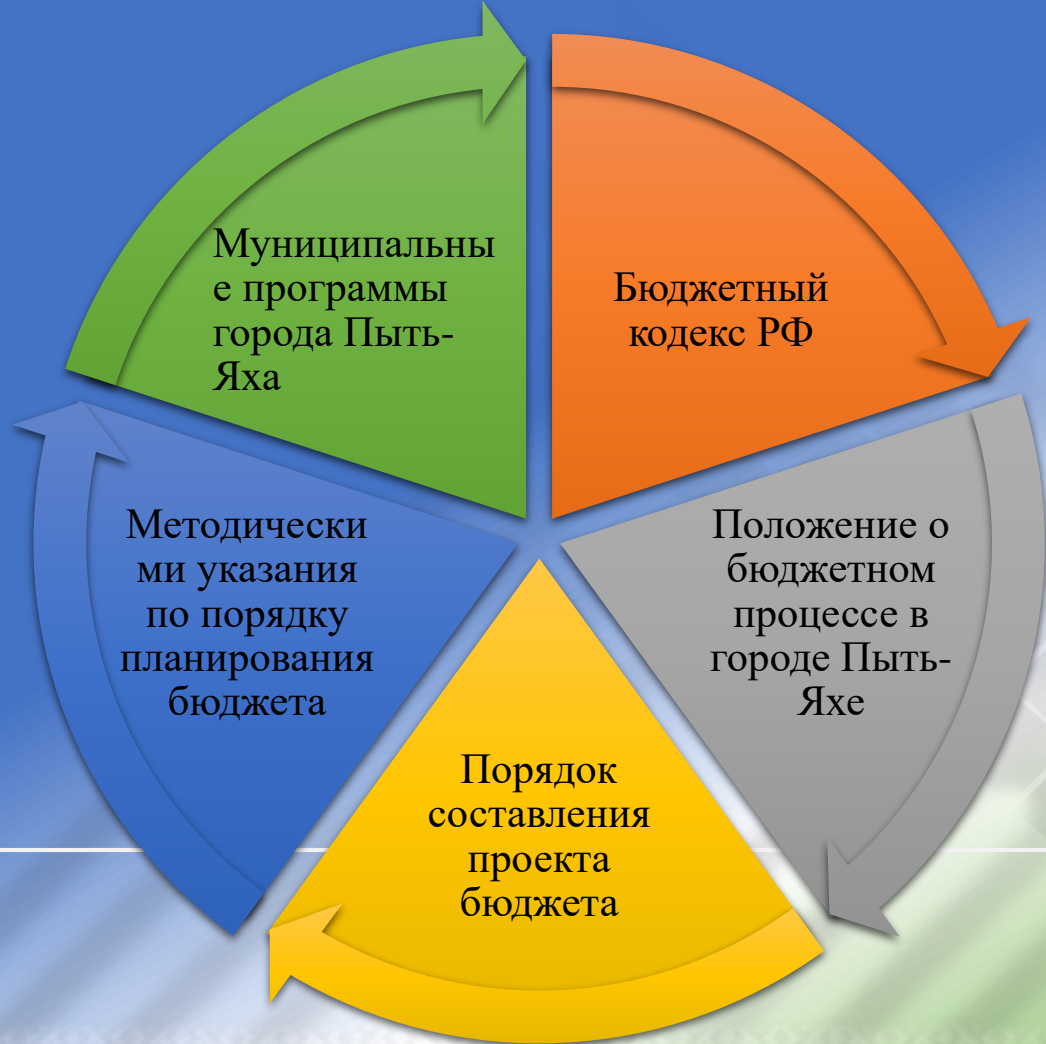 Муниципальны
е программы
города Пыть-
Яха
Бюджетный
кодекс РФ
Положение о
бюджетном
процессе в
городе Пыть-
Яхе
Порядок
составления
проекта
бюджета
Методически
ми указания
по порядку
планирования
бюджета